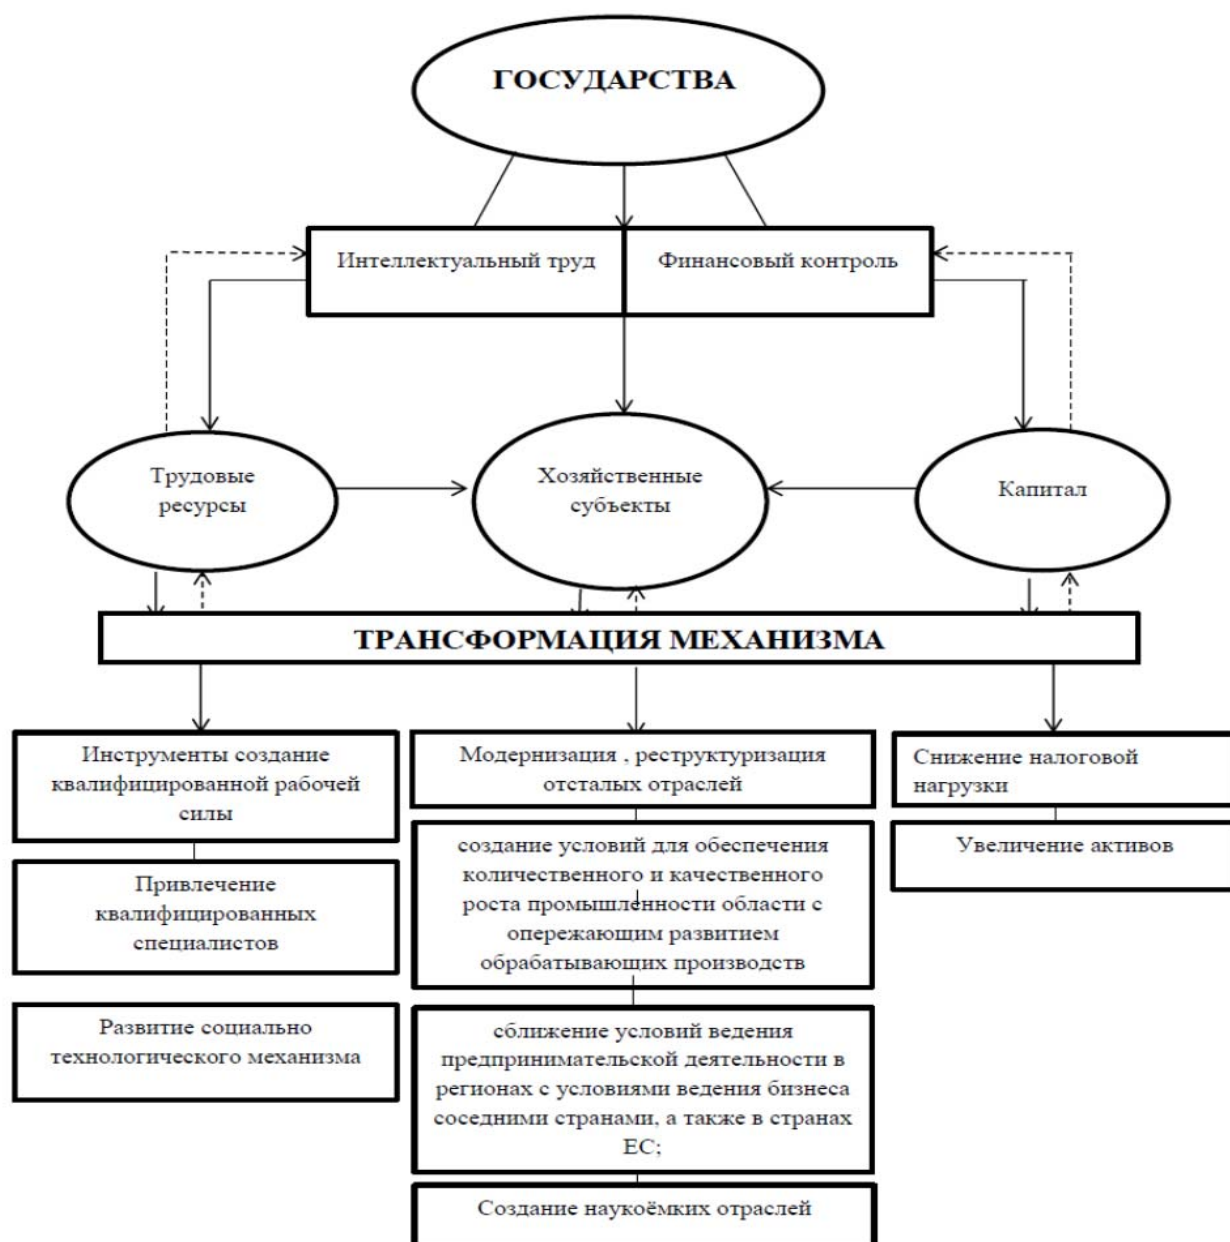 ГОСУДАРСТВА
Интеллектуальный труд
Финансовый контроль
Трудовые
ресурсы
Хозяйственные
субъекты
Капитал
ТРАНСФОРМАЦИЯ МЕХАНИЗМА
Инструменты создание
квалифицированной рабочей
силы
Привлечение
квалифицированных
специалистов
Развитие социально
технологического механизма
Модернизация , реструктуризация
отсталых отраслей
создание условий для обеспечения
количественного и качественного
роста промышленности области с
опережающим развитием
обрабатывающих производств
сближение условий ведения
предпринимательской деятельности в
регионах с условиями ведения бизнеса
соседними странами, а также в странах
ЕС;
Создание наукоёмких отраслей
Снижение налоговой
нагрузки
Увеличение активов